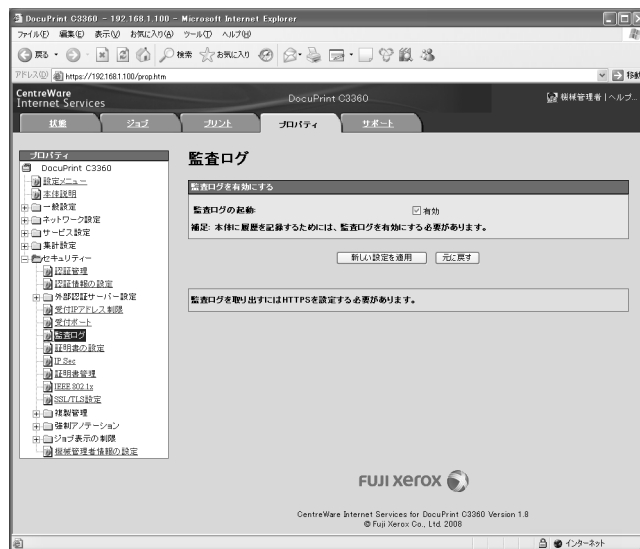 DocuPrint C3360 - 192.168.1.100 - Microsoft Internet Explorer
ファイル(F) 編集(E) 表示(V) お気に入り(A) ツール(T) ヘルプ(H)
戻る 検索 お気に入り
アドレス(D) https://192.168.1.100/prop.htm 移動
CentreWare
Internet Services
DocuPrint C3360
機械管理者 | ヘルプ...
状態 ジョブ プリント プロパティ サポート
プロパティ
DocuPrint C3360
設定メニュー
本体説明
一般設定
ネットワーク設定
サービス設定
集計設定
セキュリティー
認証管理
認証情報の設定
外部認証サーバー設定
受付IPアドレス制限
受付ポート
監査ログ
証明書の設定
IP Sec
証明書管理
IEEE 802.1x
SSL/TLS設定
複製管理
強制アノテーション
ジョブ表示の制限
機械管理者情報の設定
監査ログ
監査ログを有効にする
監査ログの起動: 有効
補足: 本体に履歴を記録するためには、監査ログを有効にする必要があります。
新しい設定を適用 元に戻す
監査ログを取り出すにはHTTPSを設定する必要があります。
FUJI XEROX
CentreWare Internet Services for DocuPrint C3360 Version 1.8
© Fuji Xerox Co., Ltd. 2008
インターネット